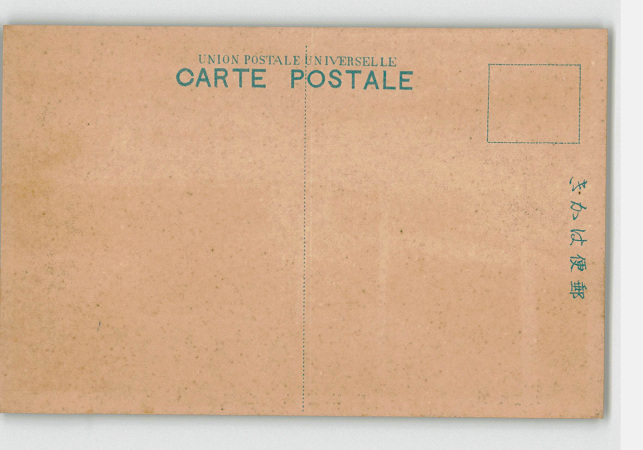 UNION POSTALE UNIVERSELLE
CARTE POSTALE
きかは便郵